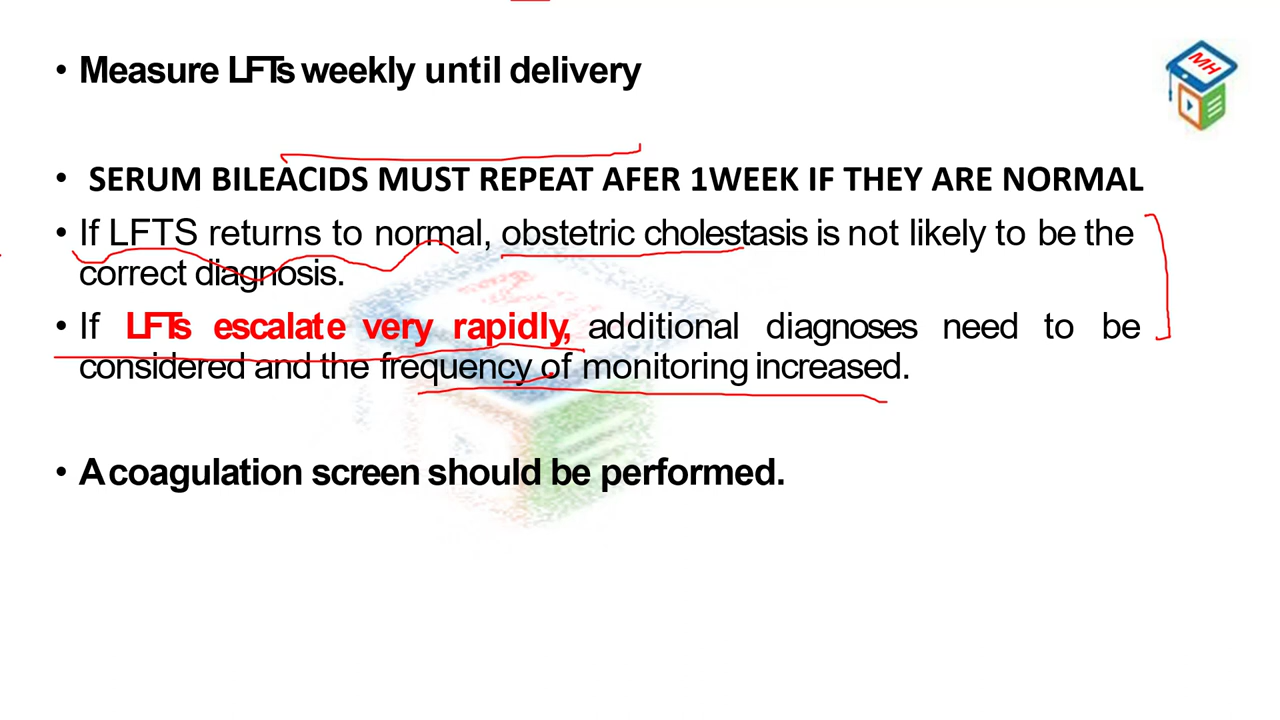 • Measure LFTs weekly until delivery
MH
• SERUM BILEACIDS MUST REPEAT AFER 1WEEK IF THEY ARE NORMAL
• If LFTS returns to normal, obstetric cholestasis is not likely to be the
correct diagnosis.
• If LFTs escalate very rapidly, additional diagnoses need to be
considered and the frequency of monitoring increased.
• A coagulation screen should be performed.